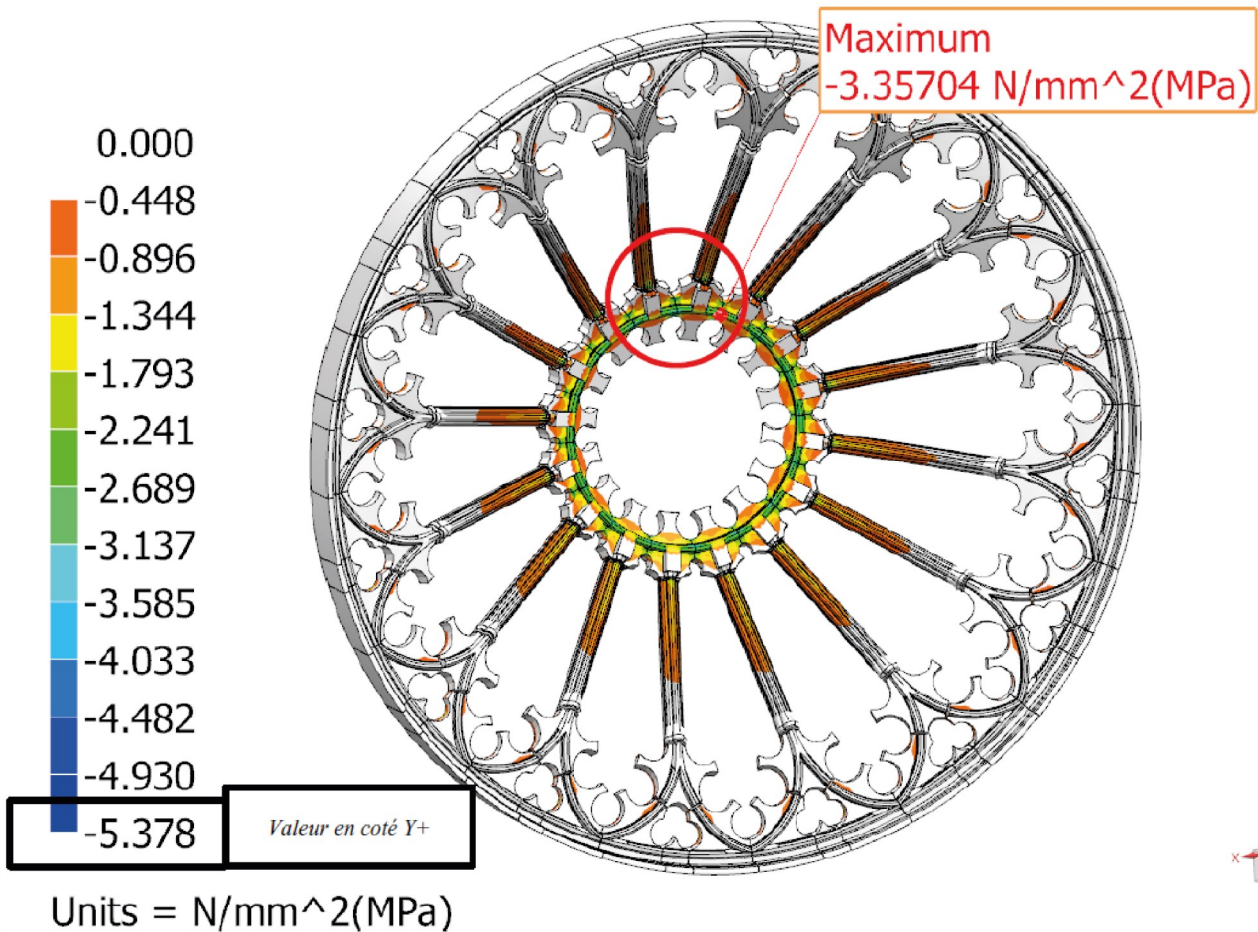 Maximum
-3.35704 N/mm^2(MPa)
0.000
-0.448
-0.896
-1.344
-1.793
-2.241
-2.689
-3.137
-3.585
-4.033
-4.482
-4.930
-5.378
Valeur en coté Y+
Units = N/mm^2(MPa)
X